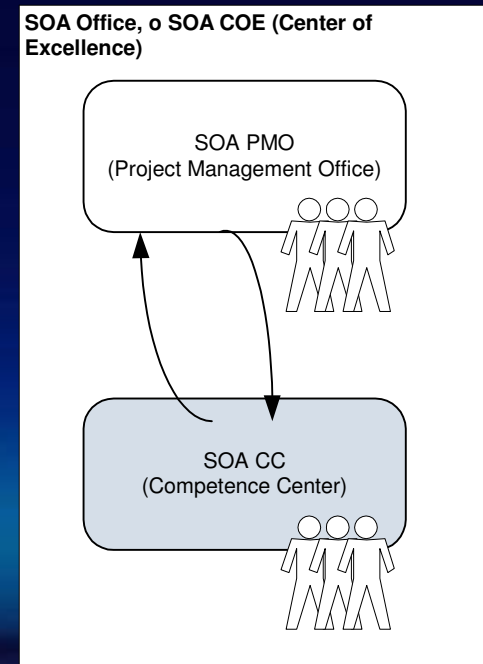 SOA Office, o SOA COE (Center of
Excellence)
SOA PMO
(Project Management Office)
SOA CC
(Competence Center)